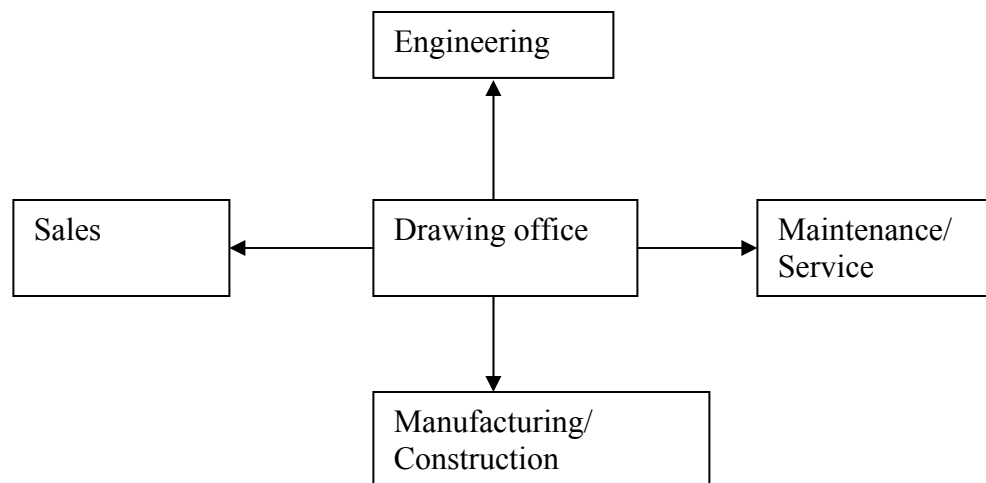 Engineering
Sales
Drawing office
Maintenance/
Service
Manufacturing/
Construction